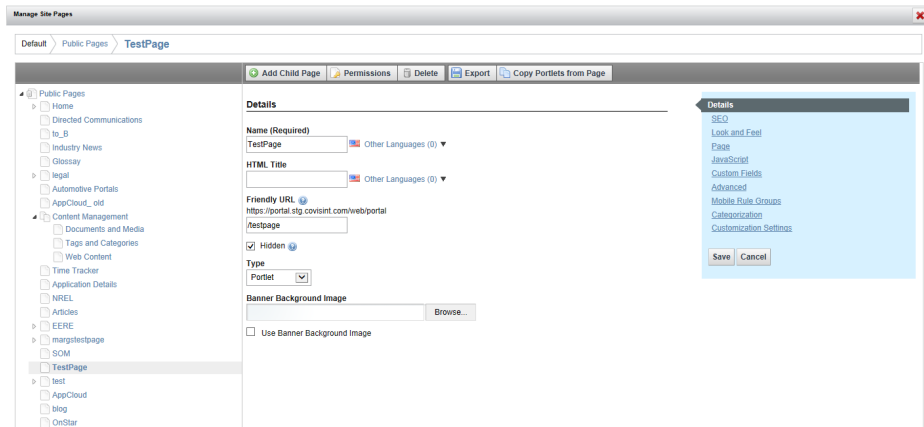 Manage Site Pages
Default Public Pages TestPage
Add Child Page Permissions Delete Export Copy Portlets from Page
Public Pages
Home
Directed Communications
to_B
Industry News
Glossay
legal
Automotive Portals
AppCloud_ old
Content Management
Documents and Media
Tags and Categories
Web Content
Time Tracker
Application Details
NREL
Articles
EERE
margstestpage
SOM
TestPage
test
AppCloud
blog
OnStar
Details
Name (Required)
TestPage Other Languages (0)
HTML Title
Other Languages (0)
Friendly URL
https://portal.stg.covisint.com/web/portal
/testpage
Hidden
Type
Portlet
Banner Background Image
Browse...
Use Banner Background Image
Details
SEO
Look and Feel
Page
JavaScript
Custom Fields
Advanced
Mobile Rule Groups
Categorization
Customization Settings
Save Cancel